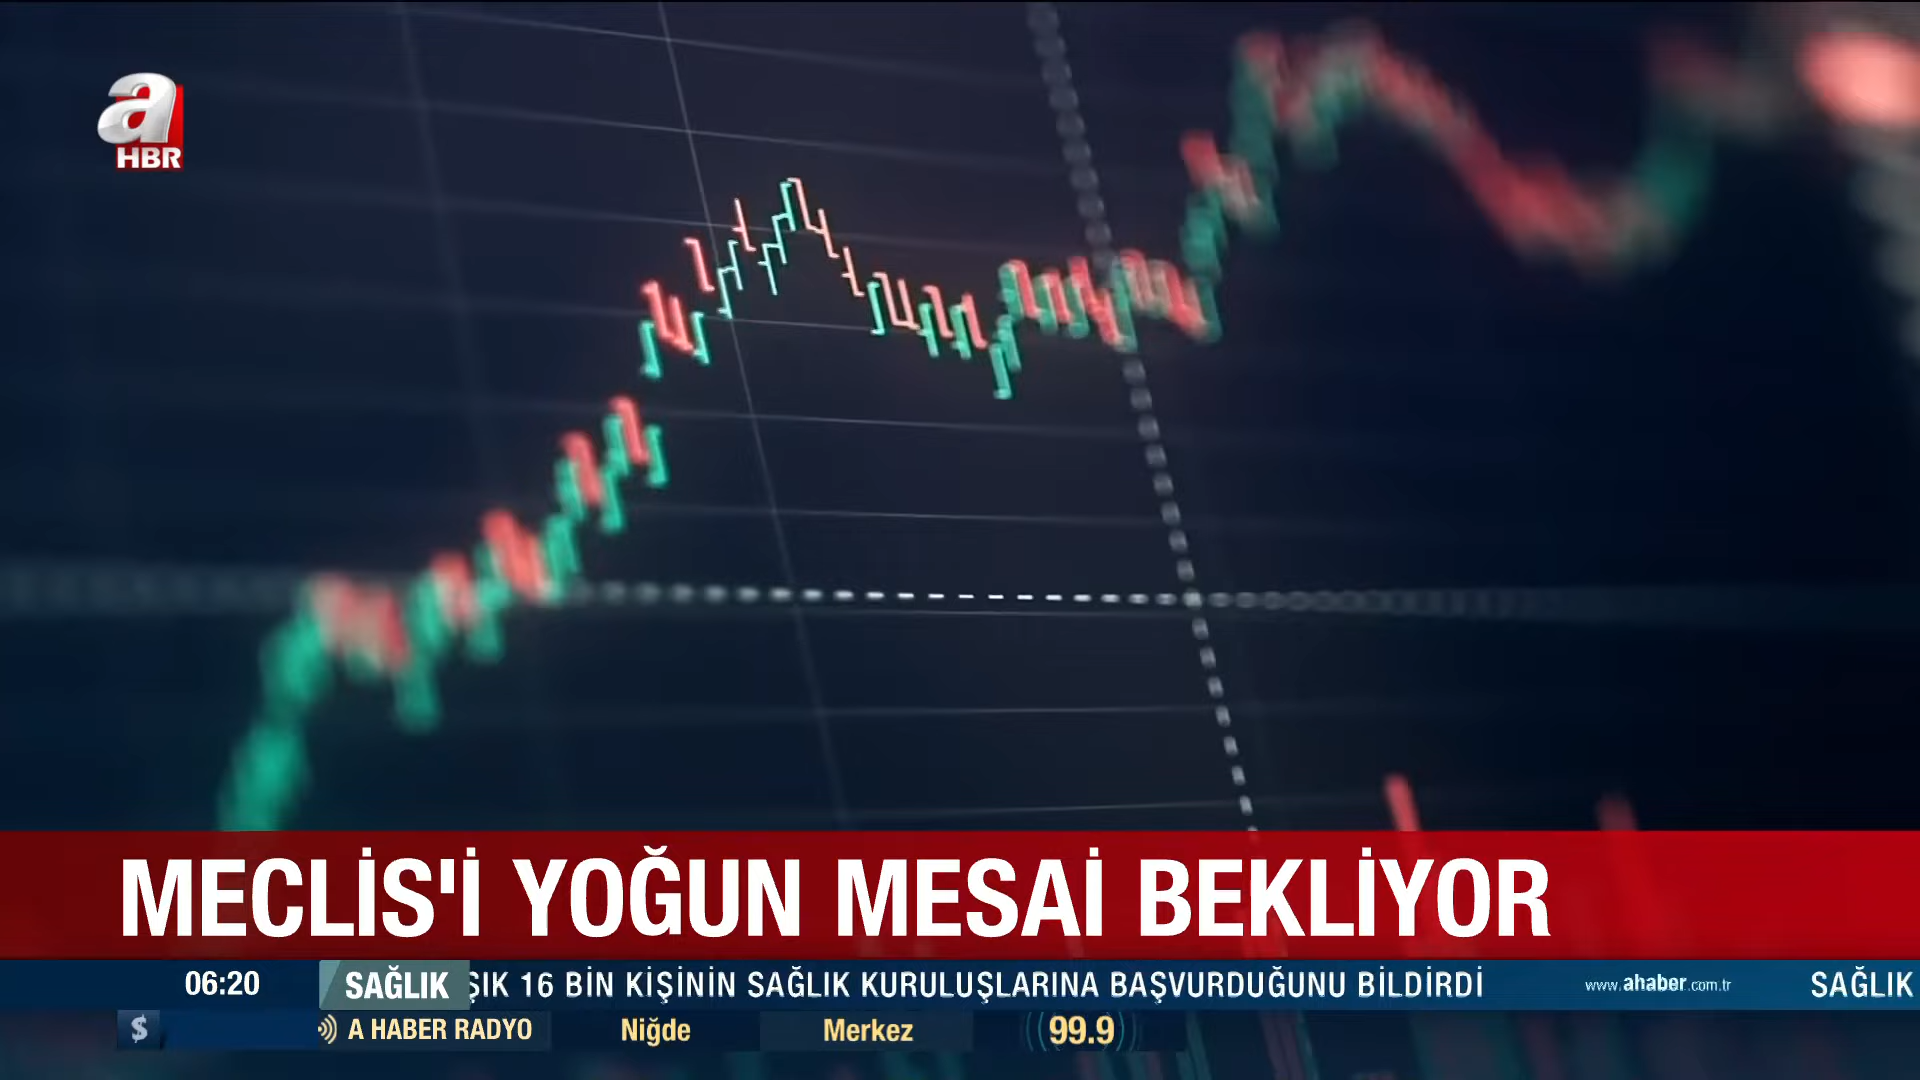 a
HBR
MECLİS'İ YOĞUN MESAİ BEKLİYOR
06:20 SAĞLIK ŞIK 16 BİN KİŞİNİN SAĞLIK KURULUŞLARINA BAŞVURDUĞUNU BİLDİRDİ www.ahaber.com.tr SAĞLIK
$ A HABER RADYO Niğde Merkez 99.9